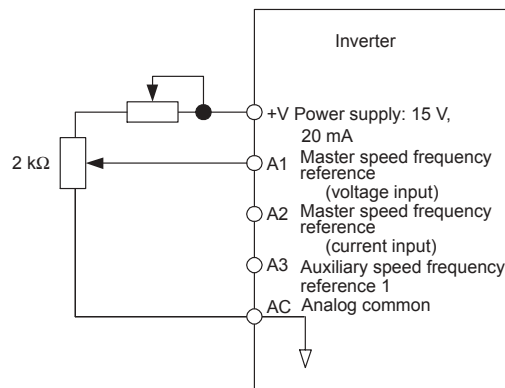 Inverter
+V Power supply: 15 V,
20 mA
2 kΩ
A1 Master speed frequency
reference
(voltage input)
A2 Master speed frequency
reference
(current input)
A3 Auxiliary speed frequency
reference 1
AC Analog common